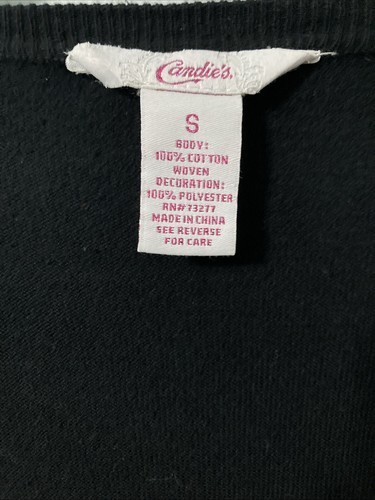 Candie's.
S
BODY:
100% COTTON
WOVEN
DECORATION:
100% POLYESTER
RN# 73277
MADE IN CHINA
SEE REVERSE
FOR CARE